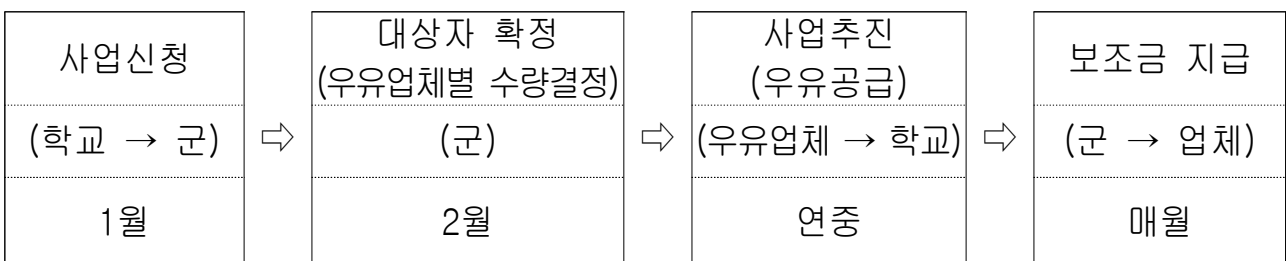 사업신청
(학교 → 군)
1월
⇨
대상자 확정
(우유업체별 수량결정)
(군)
2월
⇨
사업추진
(우유공급)
(우유업체 → 학교)
연중
⇨
보조금 지급
(군 → 업체)
매월